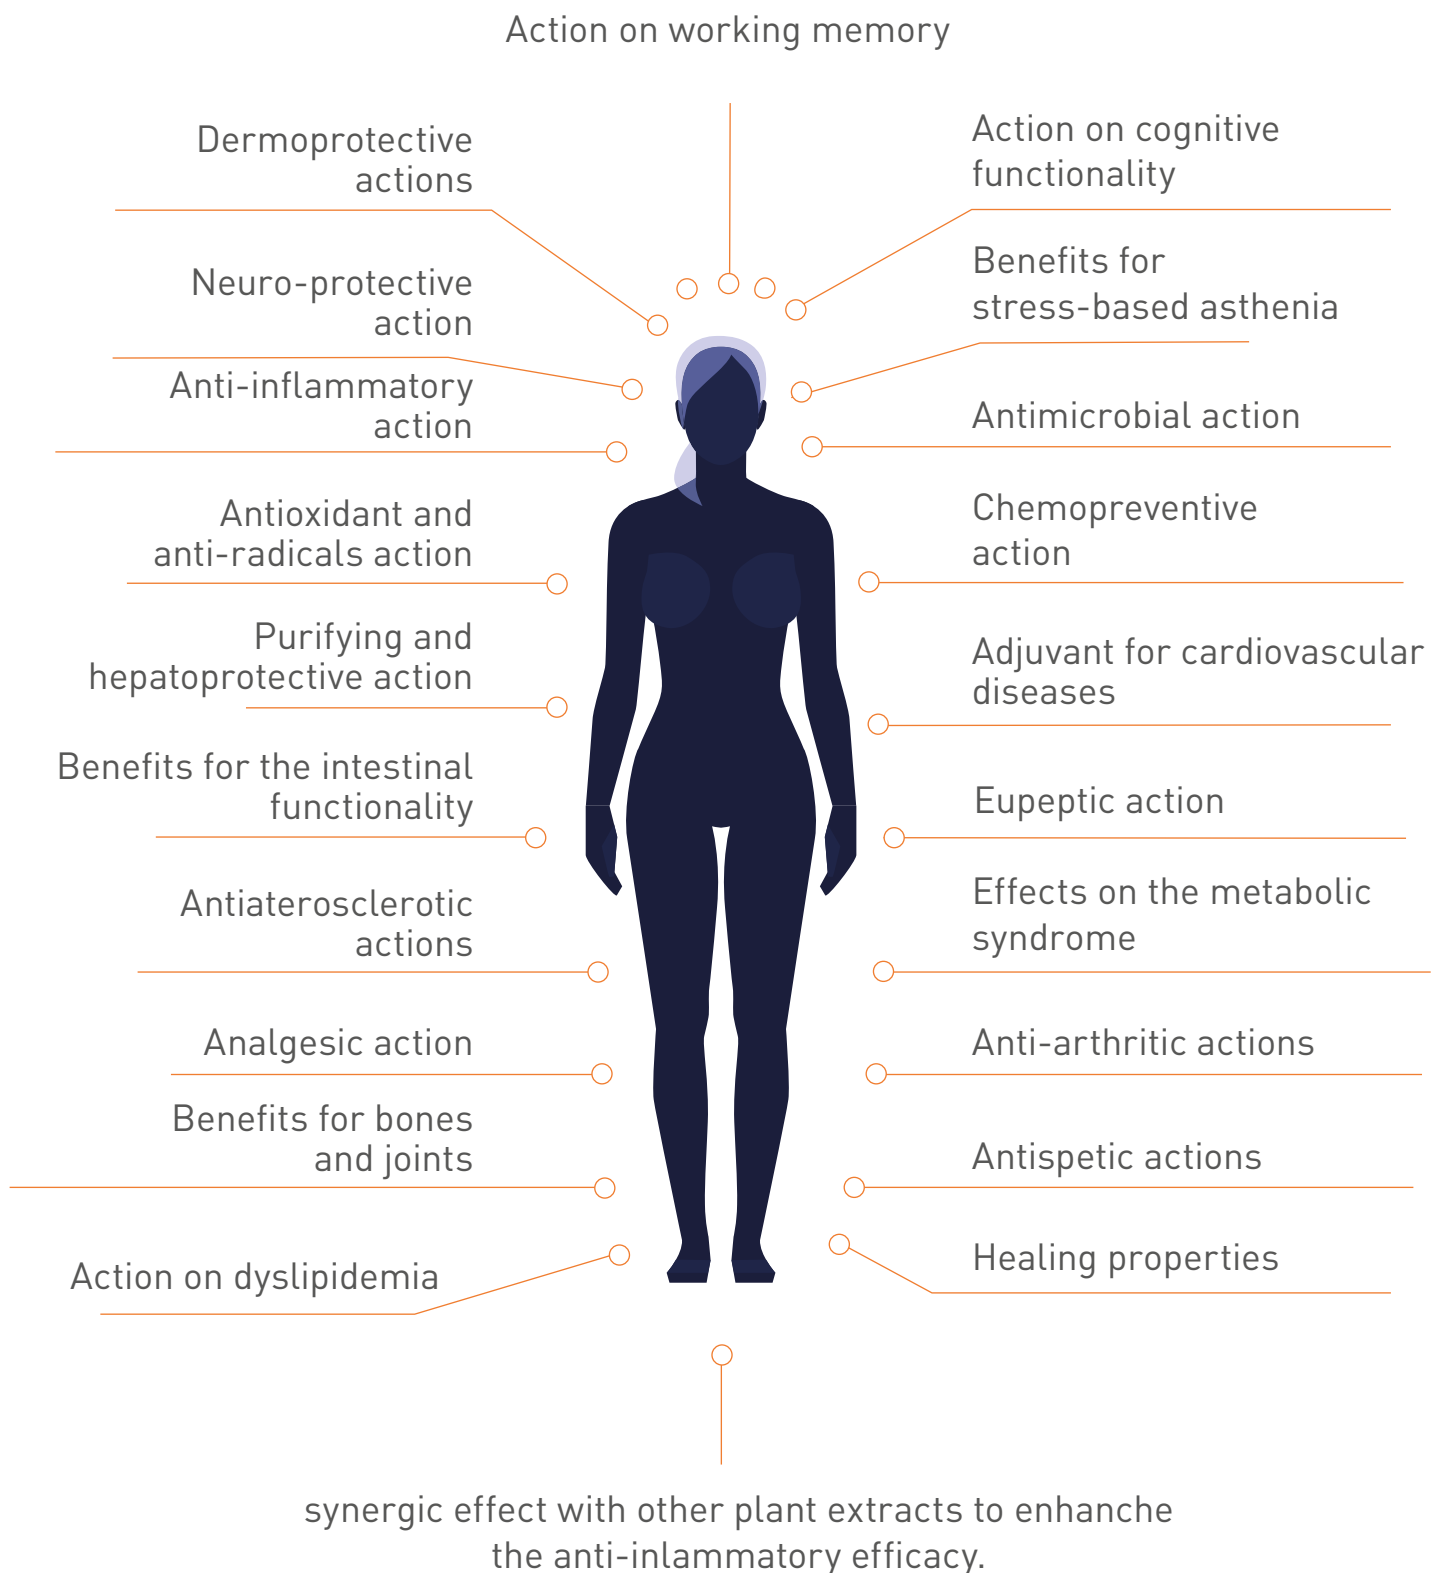 Action on working memory
Dermoprotective
actions
Neuro-protective
action
Anti-inflammatory
action
Antioxidant and
anti-radicals action
Purifying and
hepatoprotective action
Benefits for the intestinal
functionality
Antiaterosclerotic
actions
Analgesic action
Benefits for bones
and joints
Action on dyslipidemia
Action on cognitive
functionality
Benefits for
stress-based asthenia
Antimicrobial action
Chemopreventive
action
Adjuvant for cardiovascular
diseases
Eupeptic action
Effects on the metabolic
syndrome
Anti-arthritic actions
Antispetic actions
Healing properties
synergic effect with other plant extracts to enhanche
the anti-inlammatory efficacy.